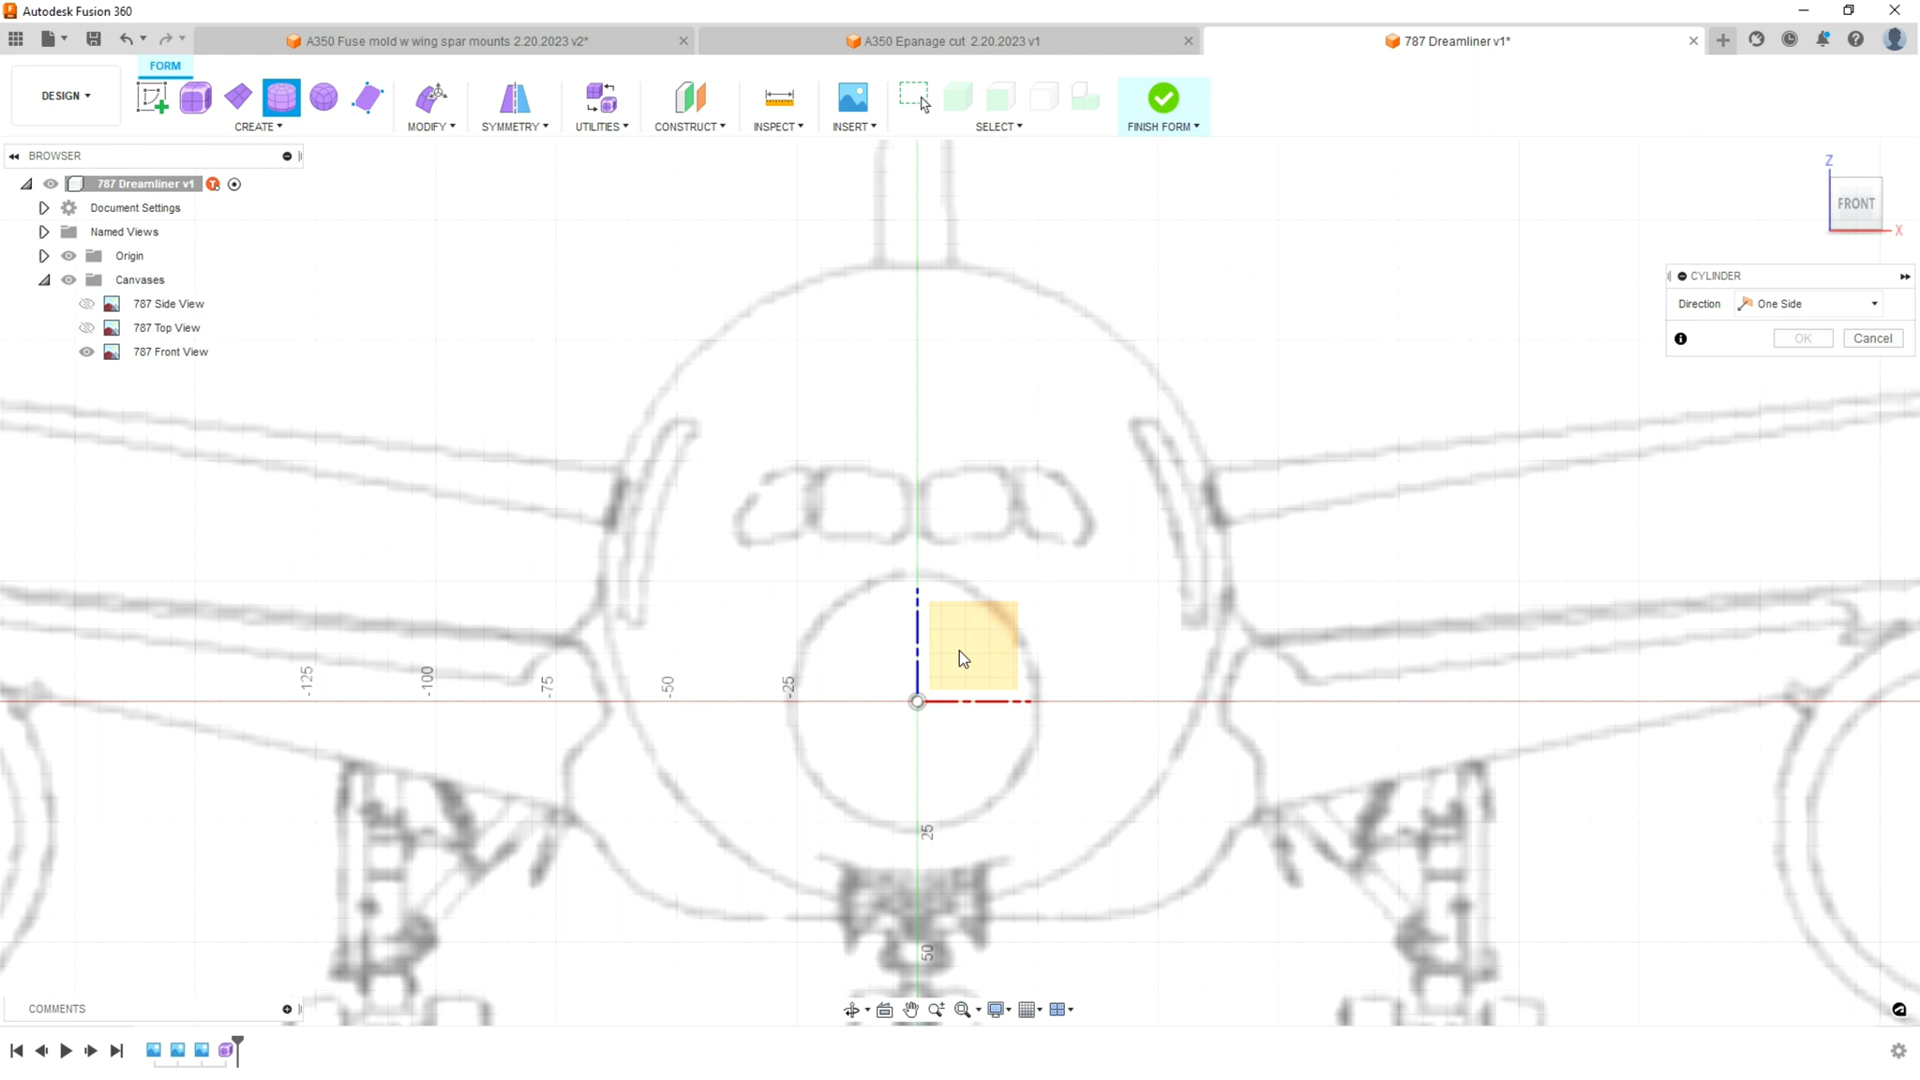 Autodesk Fusion 360
A350 Fuse mold w wing spar mounts 2.20.2023 v2*
A350 Epanage cut 2.20.2023 v1
787 Dreamliner v1*
FORM
DESIGN
CREATE
MODIFY
SYMMETRY
UTILITIES
CONSTRUCT
INSPECT
INSERT
SELECT
FINISH FORM
BROWSER
787 Dreamliner v1
Document Settings
Named Views
Origin
Canvases
787 Side View
787 Top View
787 Front View
Z
FRONT
X
CYLINDER
Direction One Side
OK Cancel
-125
-100
-75
-50
-25
25
50
COMMENTS